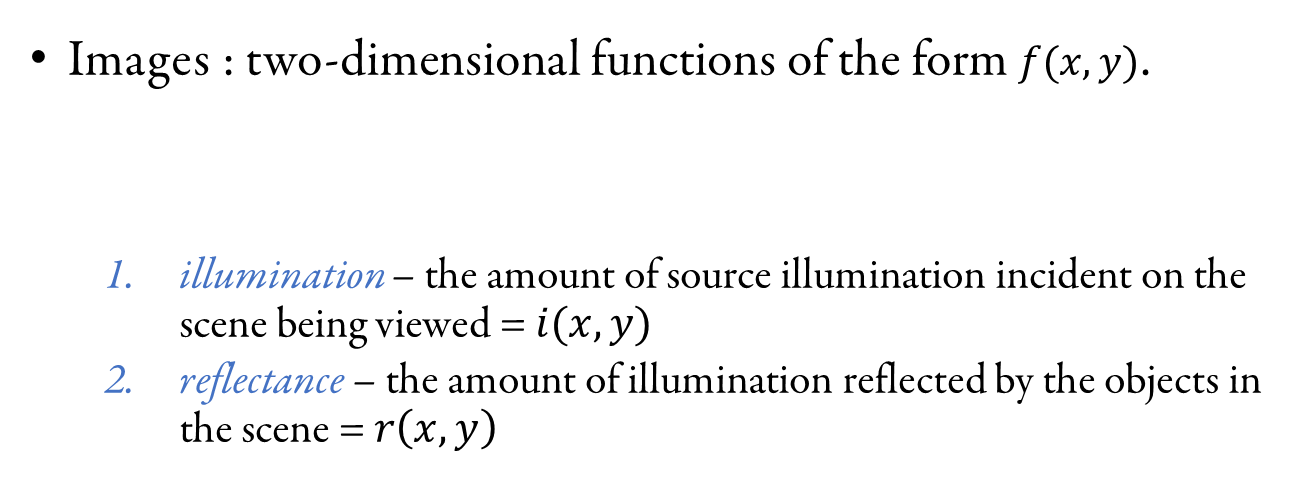 • Images : two-dimensional functions of the form f(x, y).
1. illumination – the amount of source illumination incident on the
scene being viewed = i(x, y)
2. reflectance – the amount of illumination reflected by the objects in
the scene = r(x, y)